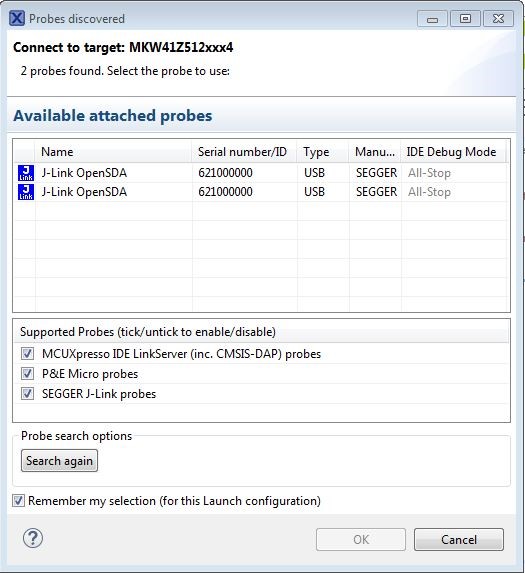 Probes discovered
Connect to target: MKW41Z512xxx4
2 probes found. Select the probe to use:
Available attached probes
Name Serial number/ID Type Manu... IDE Debug Mode
J-Link J-Link OpenSDA 621000000 USB SEGGER All-Stop
J-Link J-Link OpenSDA 621000000 USB SEGGER All-Stop
Supported Probes (tick/untick to enable/disable)
MCUXpresso IDE LinkServer (inc. CMSIS-DAP) probes
P&E Micro probes
SEGGER J-Link probes
Probe search options
Search again
Remember my selection (for this Launch configuration)
? OK Cancel